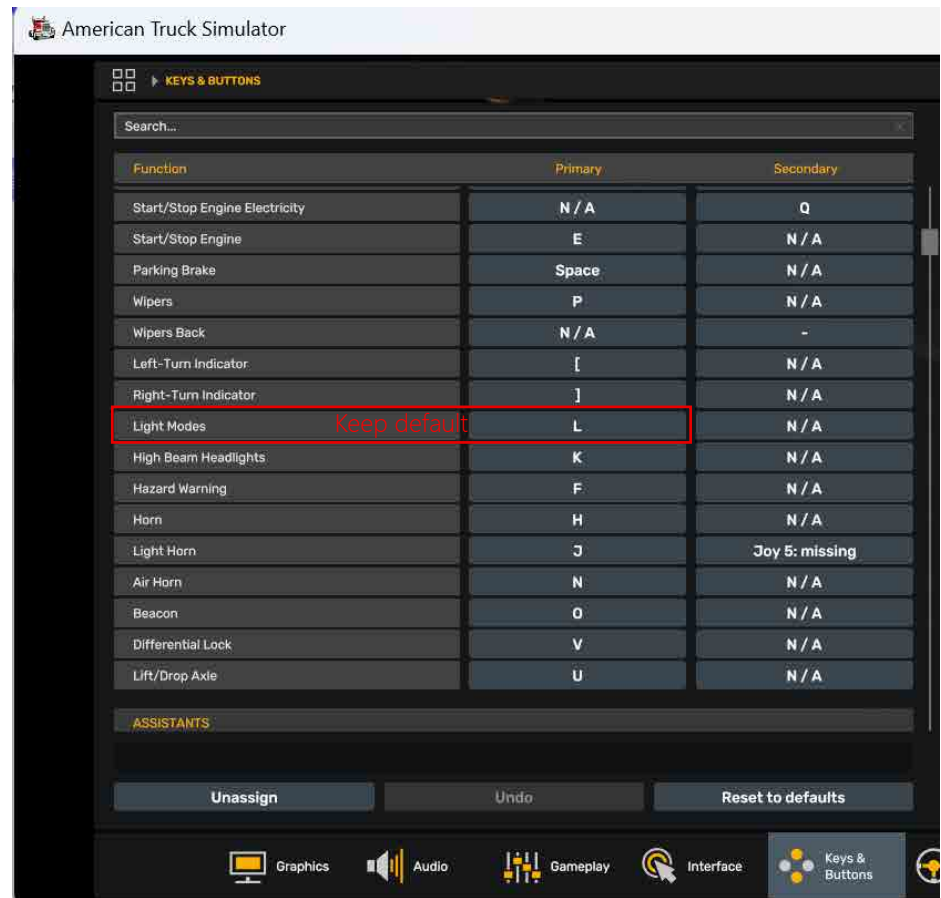 American Truck Simulator
KEYS & BUTTONS
Search...
Function Primary Secondary
Start/Stop Engine Electricity N / A Q
Start/Stop Engine E N / A
Parking Brake Space N / A
Wipers P N / A
Wipers Back N / A -
Left-Turn Indicator [ N / A
Right-Turn Indicator ] N / A
Light Modes Keep default L N / A
High Beam Headlights K N / A
Hazard Warning F N / A
Horn H N / A
Light Horn J Joy 5: missing
Air Horn N N / A
Beacon O N / A
Differential Lock V N / A
Lift/Drop Axle U N / A
ASSISTANTS
Unassign Undo Reset to defaults
Graphics Audio Gameplay Interface Keys & Buttons